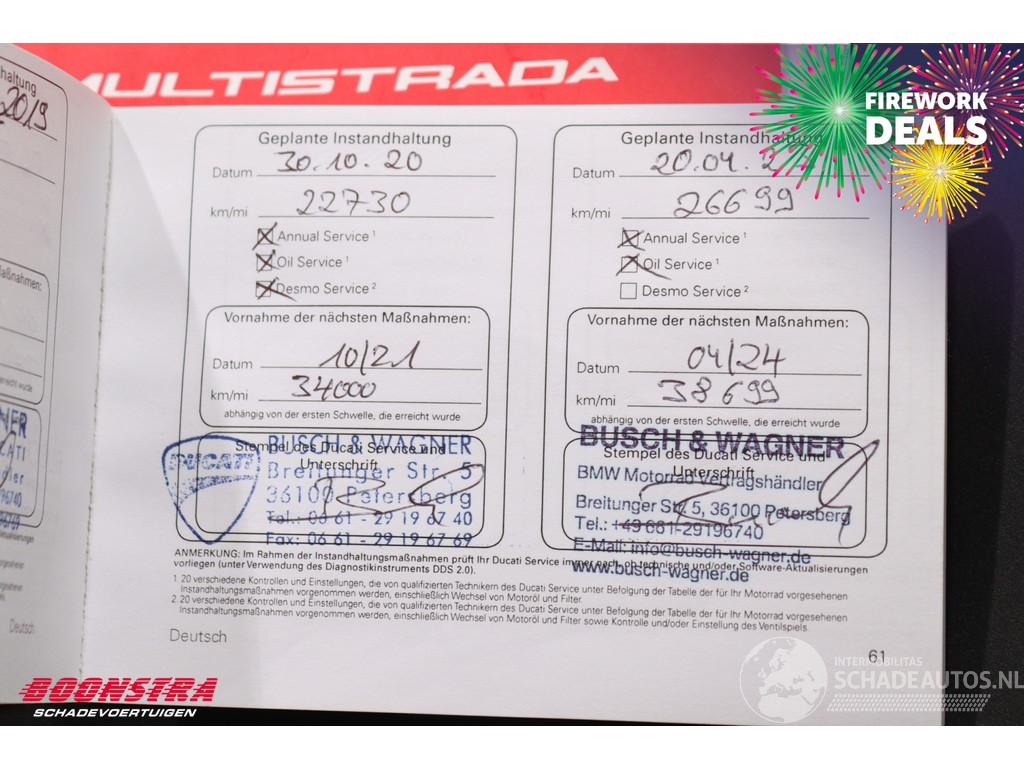 MULTISTRADA
FIREWORK
DEALS
haltung
2019
Geplante Instandhaltung
Datum 30.10.20
km/mi 22730
Annual Service 1
Oil Service 1
Desmo Service 2
Vornahme der nächsten Maßnahmen:
Datum 10/21
km/mi 34000
abhängig von der ersten Schwelle, die erreicht wurde
Stempel des Ducati Service und
Unterschrift
DUCATI
BUSCH & WAGNER
Breitunger Str. 5
36100 Petersberg
Tel.: 06 61 - 29 19 67 40
Fax: 06 61 - 29 19 67 69
Geplante Instandhaltung
Datum 20.04.2
km/mi 26699
Annual Service 1
Oil Service 1
Desmo Service 2
Vornahme der nächsten Maßnahmen:
Datum 04/24
km/mi 38699
abhängig von der ersten Schwelle, die erreicht wurde
Stempel des Ducati Service und
Unterschrift
BUSCH & WAGNER
BMW Motorrad Vertragshändler
Breitunger Str. 5, 36100 Petersberg
Tel.: +49 661-29196740
E-Mail: info@busch-wagner.de
www.busch-wagner.de
ANMERKUNG: Im Rahmen der Instandhaltungsmaßnahmen prüft Ihr Ducati Service immer nach, ob technische und/oder Software-Aktualisierungen
vorliegen (unter Verwendung des Diagnostikinstruments DDS 2.0).
1. 20 verschiedene Kontrollen und Einstellungen, die von qualifizierten Technikern des Ducati Service unter Befolgung der Tabelle der für Ihr Motorrad vorgesehenen
Instandhaltungsmaßnahmen vorgenommen werden, einschließlich Wechsel von Motoröl und Filter.
2. 20 verschiedene Kontrollen und Einstellungen, die von qualifizierten Technikern des Ducati Service unter Befolgung der Tabelle der für Ihr Motorrad vorgesehenen
Instandhaltungsmaßnahmen vorgenommen werden, einschließlich Wechsel von Motoröl und Filter sowie Kontrolle und/oder Einstellung des Ventilspiels.
Deutsch
61
Deutsch
BOONSTRA
SCHADEVOERTUIGEN
INTERMOBILITAS
SCHADEAUTOS.NL